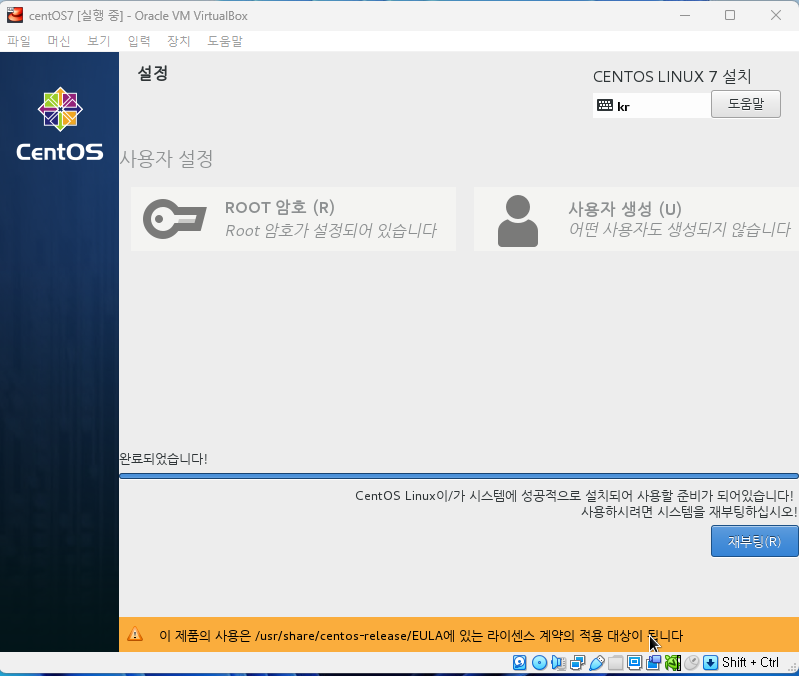 centOS7 [실행 중] - Oracle VM VirtualBox
파일 머신 보기 입력 장치 도움말
설정
CENTOS LINUX 7 설치
kr
도움말
CentOS
사용자 설정
ROOT 암호 (R)
Root 암호가 설정되어 있습니다
사용자 생성 (U)
어떤 사용자도 생성되지 않습니다
완료되었습니다!
CentOS Linux이/가 시스템에 성공적으로 설치되어 사용할 준비가 되어있습니다!
사용하시려면 시스템을 재부팅하십시오!
재부팅(R)
이 제품의 사용은 /usr/share/centos-release/EULA에 있는 라이센스 계약의 적용 대상이 됩니다
Shift + Ctrl